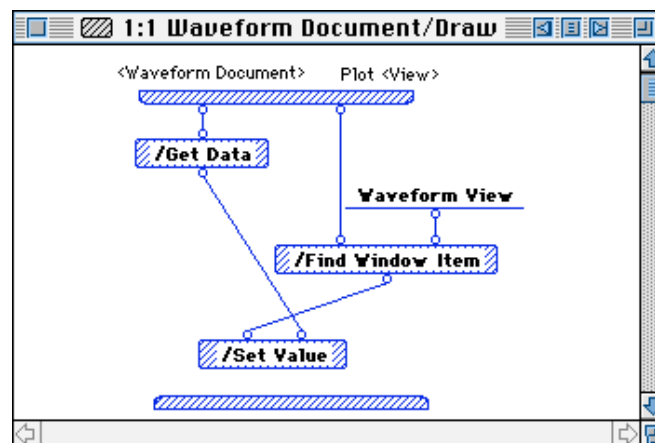 1:1 Waveform Document/Draw
<Waveform Document> Plot <View>
/Get Data
Waveform View
/Find Window Item
/Set Value